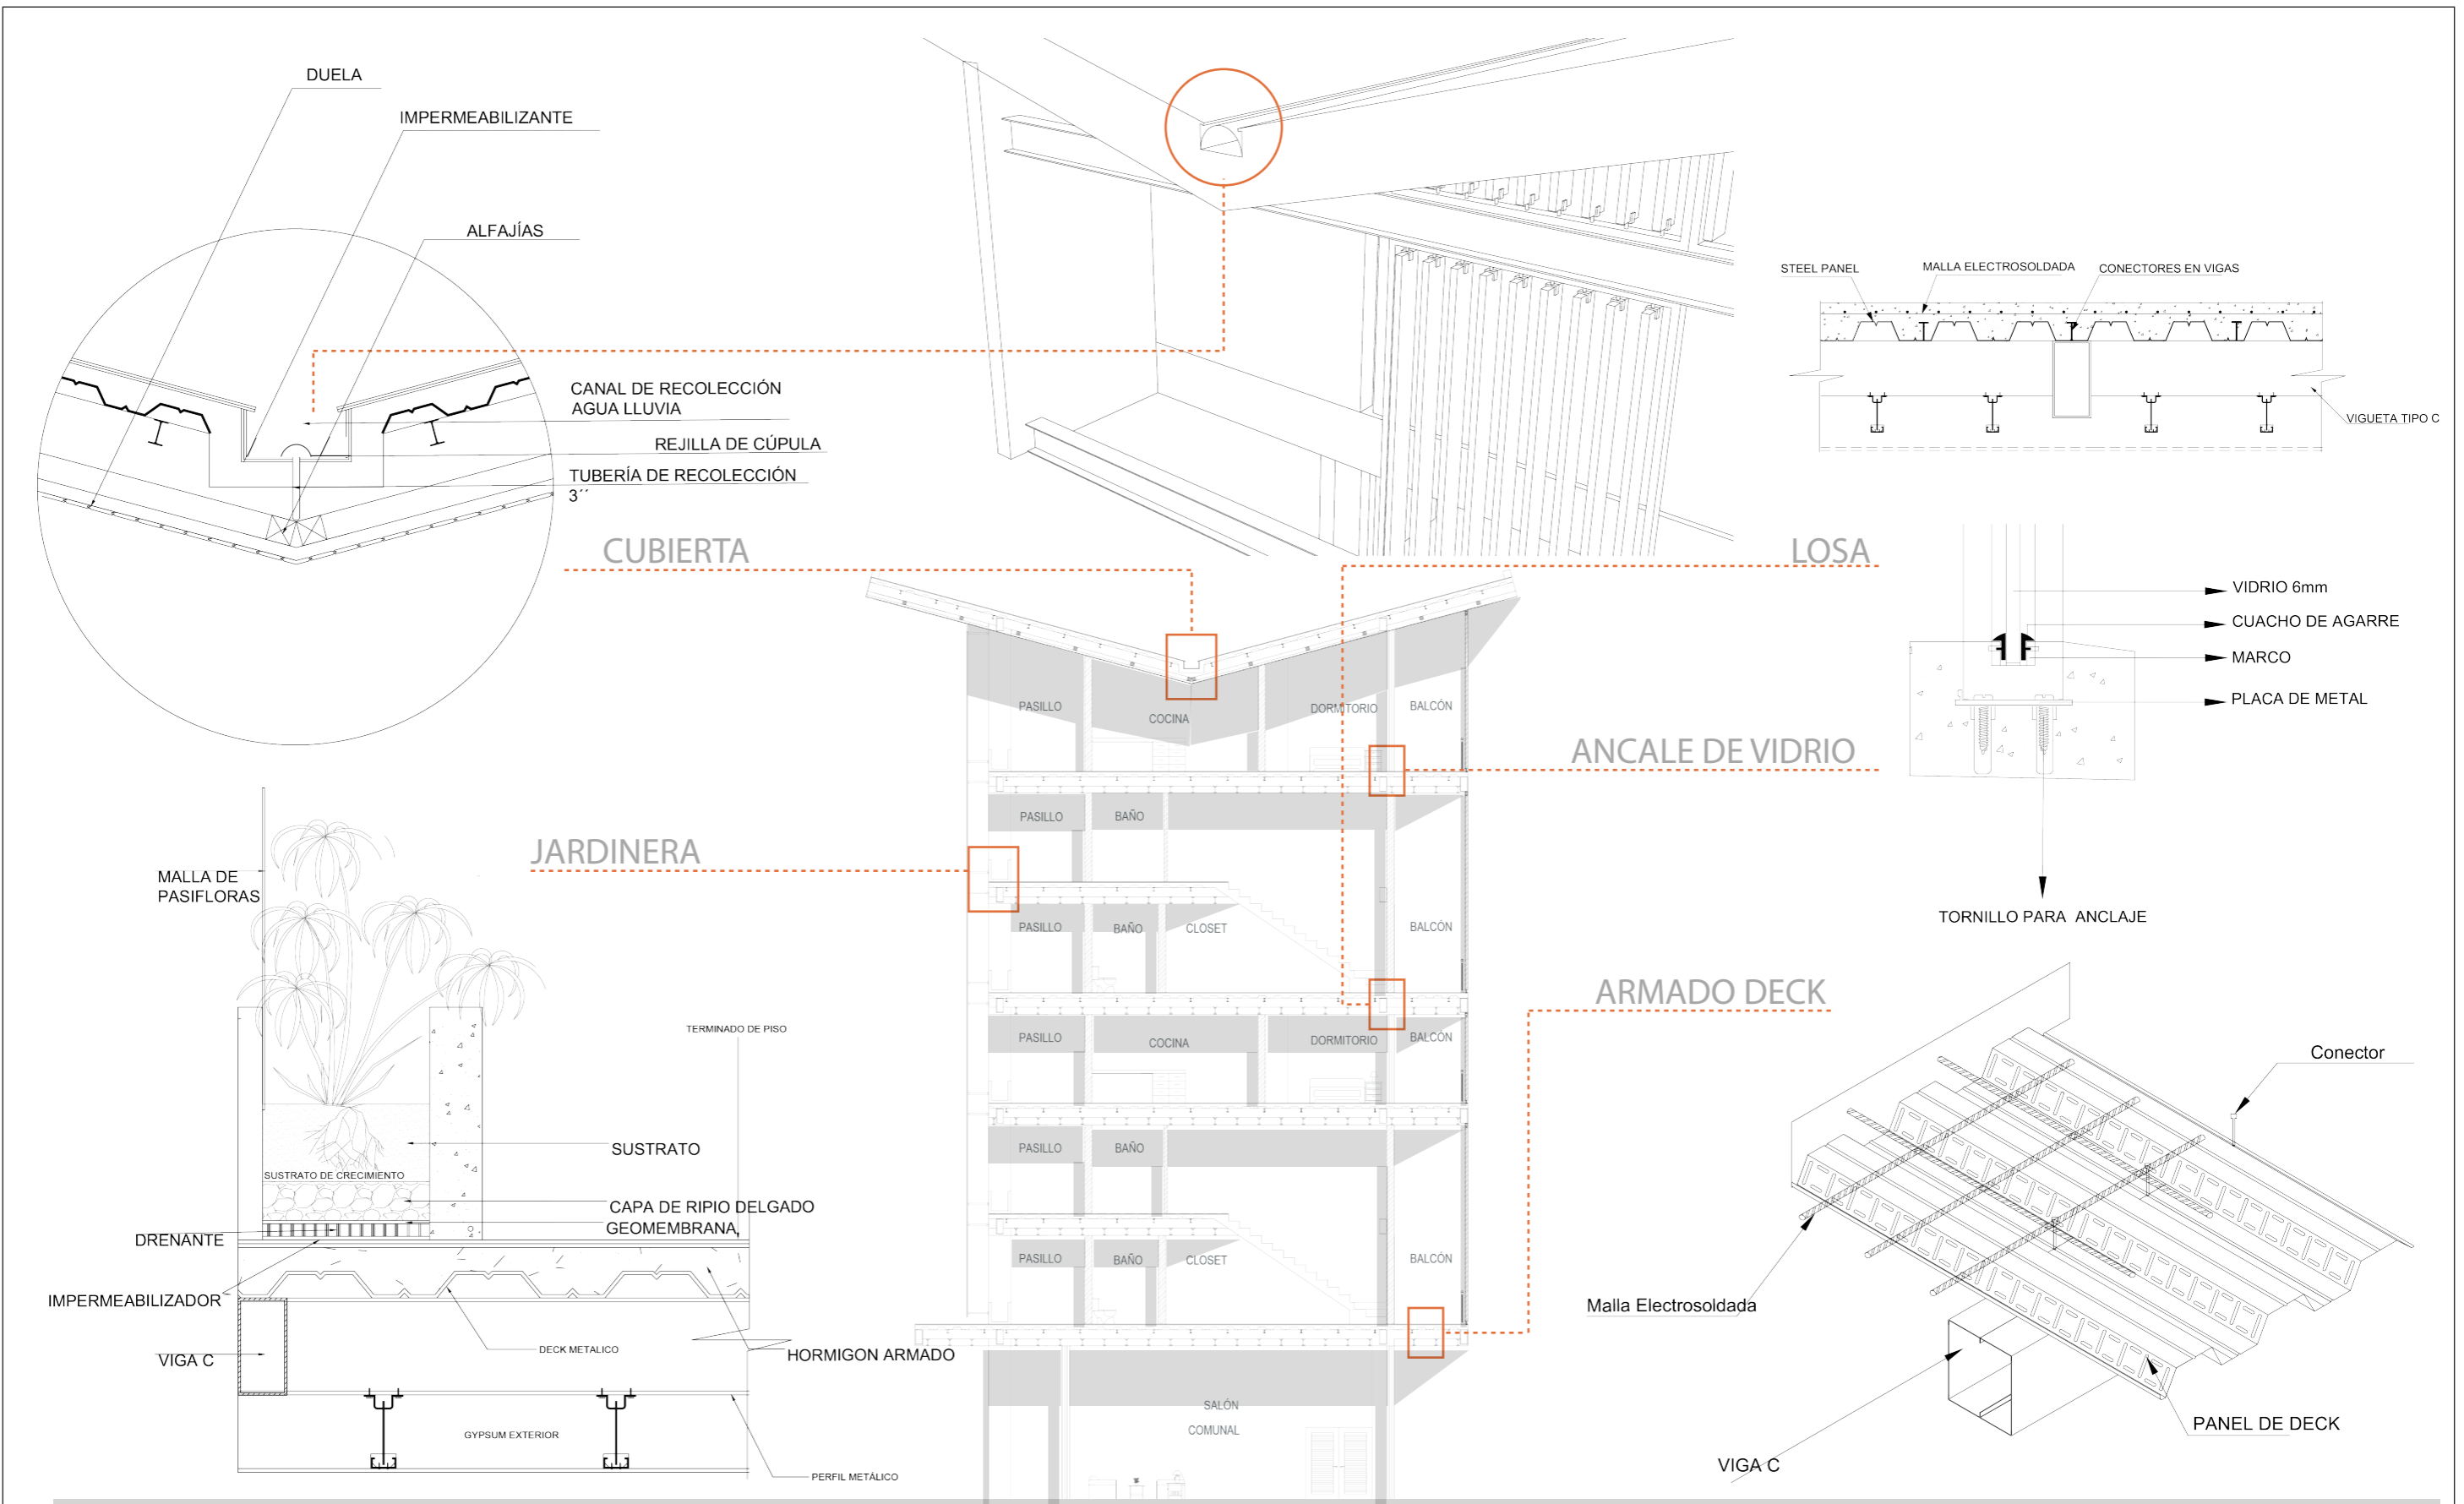 DUELA
IMPERMEABILIZANTE
ALFAJÍAS
CANAL DE RECOLECCIÓN
AGUA LLUVIA
REJILLA DE CÚPULA
TUBERÍA DE RECOLECCIÓN
3´´
STEEL PANEL
MALLA ELECTROSOLDADA
CONECTORES EN VIGAS
VIGUETA TIPO C
CUBIERTA
LOSA
VIDRIO 6mm
CUACHO DE AGARRE
MARCO
PLACA DE METAL
TORNILLO PARA ANCLAJE
ANCALE DE VIDRIO
JARDINERA
ARMADO DECK
PASILLO
COCINA
DORMITORIO
BALCÓN
PASILLO
BAÑO
PASILLO
BAÑO
CLOSET
BALCÓN
PASILLO
COCINA
DORMITORIO
BALCÓN
PASILLO
BAÑO
PASILLO
BAÑO
CLOSET
BALCÓN
SALÓN
COMUNAL
MALLA DE
PASIFLORAS
TERMINADO DE PISO
SUSTRATO
SUSTRATO DE CRECIMIENTO
CAPA DE RIPIO DELGADO
GEOMEMBRANA
DRENANTE
IMPERMEABILIZADOR
VIGA C
DECK METALICO
HORMIGON ARMADO
GYPSUM EXTERIOR
PERFIL METÁLICO
Conector
Malla Electrosoldada
PANEL DE DECK
VIGA C